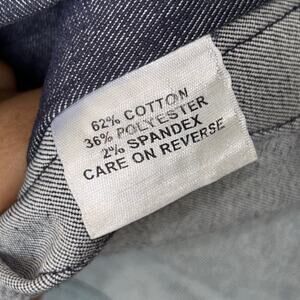 62% COTTON
36% POLYESTER
2% SPANDEX
CARE ON REVERSE